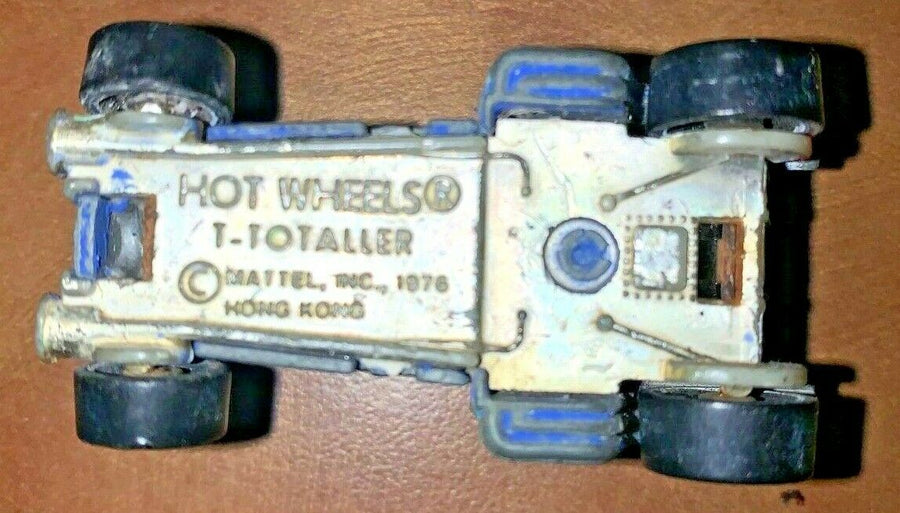 HOT WHEELS®
T-TOTALLER
© MATTEL, INC., 1976
HONG KONG